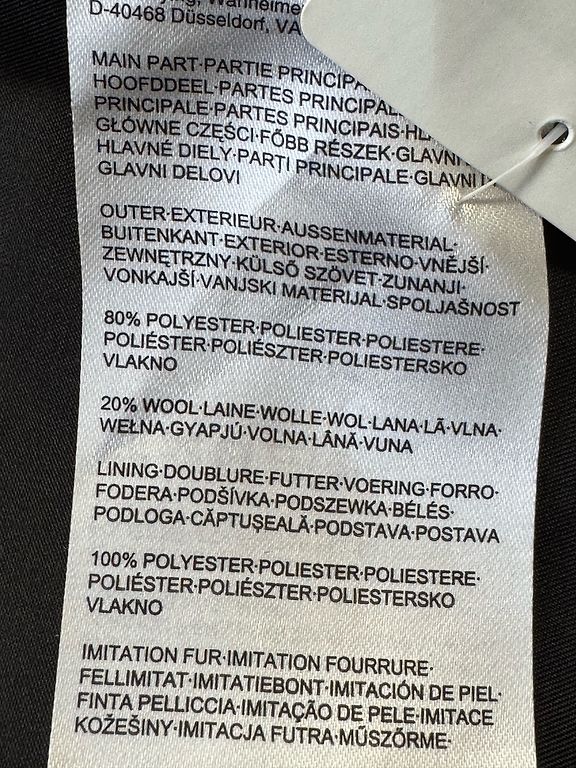 D-40468 Düsseldorf, VA
MAIN PART·PARTIE
HOOFDDEEL·PARTES
PRINCIPALE·PARTES PRINCIPAIS·
GŁÓWNE CZĘŚCI·FŐBB RÉSZEK·GLAVNI
HLAVNÉ DIELY·PARȚI PRINCIPALE·GLAVNI
GLAVNI DELOVI
OUTER·EXTERIEUR·AUSSENMATERIAL·
BUITENKANT·EXTERIOR·ESTERNO·VNĚJŠÍ·
ZEWNĘTRZNY·KÜLSŐ SZÖVET·ZUNANJI·
VONKAJŠÍ·VANJSKI MATERIJAL·SPOLJAŠNOST
80% POLYESTER·POLIESTER·POLIESTERE·
POLIÉSTER·POLIÉSZTER·POLIESTERSKO
VLAKNO
20% WOOL·LAINE·WOLLE·WOL·LANA·LÃ·VLNA·
WEŁNA·GYAPJÚ·VOLNA·LÂNĂ·VUNA
LINING·DOUBLURE·FUTTER·VOERING·FORRO·
FODERA·PODŠÍVKA·PODSZEWKA·BÉLÉS·
PODLOGA·CĂPTUȘEALĂ·PODSTAVA·POSTAVA
100% POLYESTER·POLIESTER·POLIESTERE·
POLIÉSTER·POLIÉSZTER·POLIESTERSKO
VLAKNO
IMITATION FUR·IMITATION FOURRURE·
FELLIMITAT·IMITATIEBONT·IMITACIÓN DE PIEL·
FINTA PELLICCIA·IMITAÇÃO DE PELE·IMITACE
KOŽEŠINY·IMITACJA FUTRA·MŰSZŐRME·